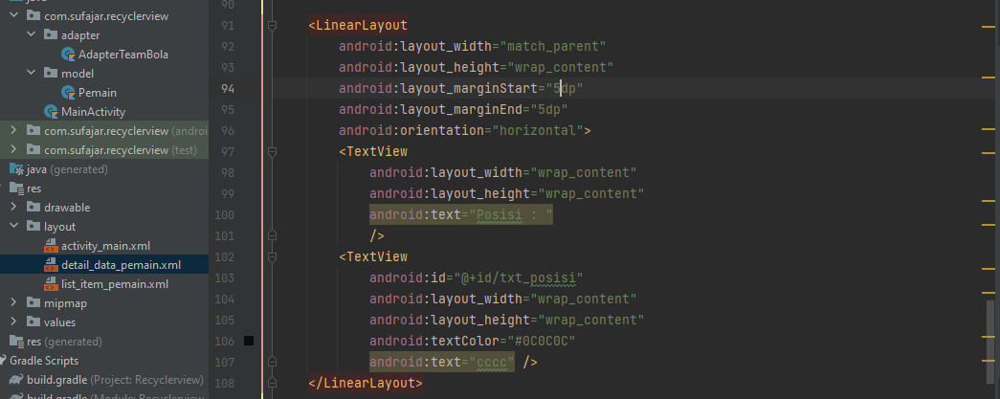 java
com.sufajar.recyclerview
adapter
AdapterTeamBola
model
Pemain
MainActivity
com.sufajar.recyclerview (androi
com.sufajar.recyclerview (test)
java (generated)
res
drawable
layout
activity_main.xml
detail_data_pemain.xml
list_item_pemain.xml
mipmap
values
res (generated)
Gradle Scripts
build.gradle (Project: Recyclerview)
build.gradle (Module: Recyclerview
90
91 <LinearLayout
92 android:layout_width="match_parent"
93 android:layout_height="wrap_content"
94 android:layout_marginStart="5dp"
95 android:layout_marginEnd="5dp"
96 android:orientation="horizontal">
97 <TextView
98 android:layout_width="wrap_content"
99 android:layout_height="wrap_content"
100 android:text="Posisi : "
101 />
102 <TextView
103 android:id="@+id/txt_posisi"
104 android:layout_width="wrap_content"
105 android:layout_height="wrap_content"
106 android:textColor="#0C0C0C"
107 android:text="cccc" />
108 </LinearLayout>